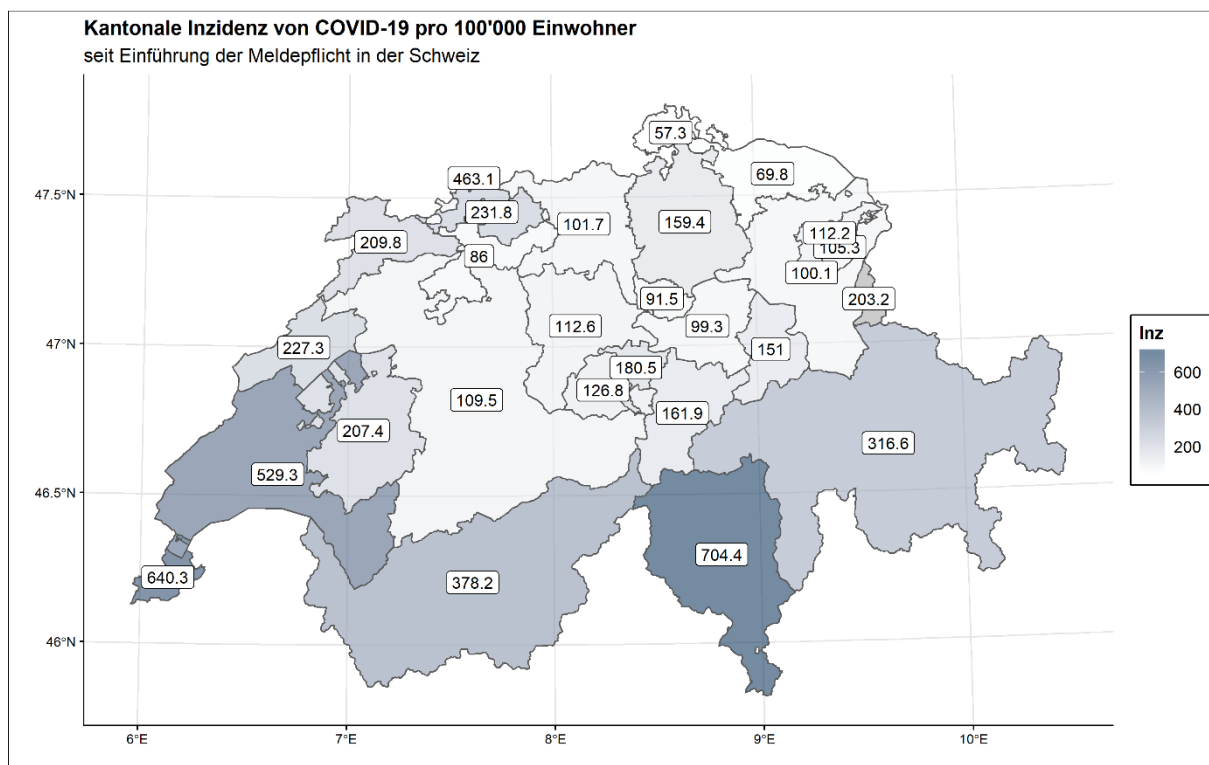 Kantonale Inzidenz von COVID-19 pro 100'000 Einwohner
seit Einführung der Meldepflicht in der Schweiz
57.3
463.1
69.8
47.5°N
231.8
101.7
159.4
209.8
112.2
105.3
86
100.1
91.5
203.2
112.6
99.3
47°N
227.3
151
180.5
126.8
109.5
161.9
207.4
316.6
529.3
46.5°N
704.4
640.3
378.2
46°N
Inz
600
400
200
6°E
7°E
8°E
9°E
10°E